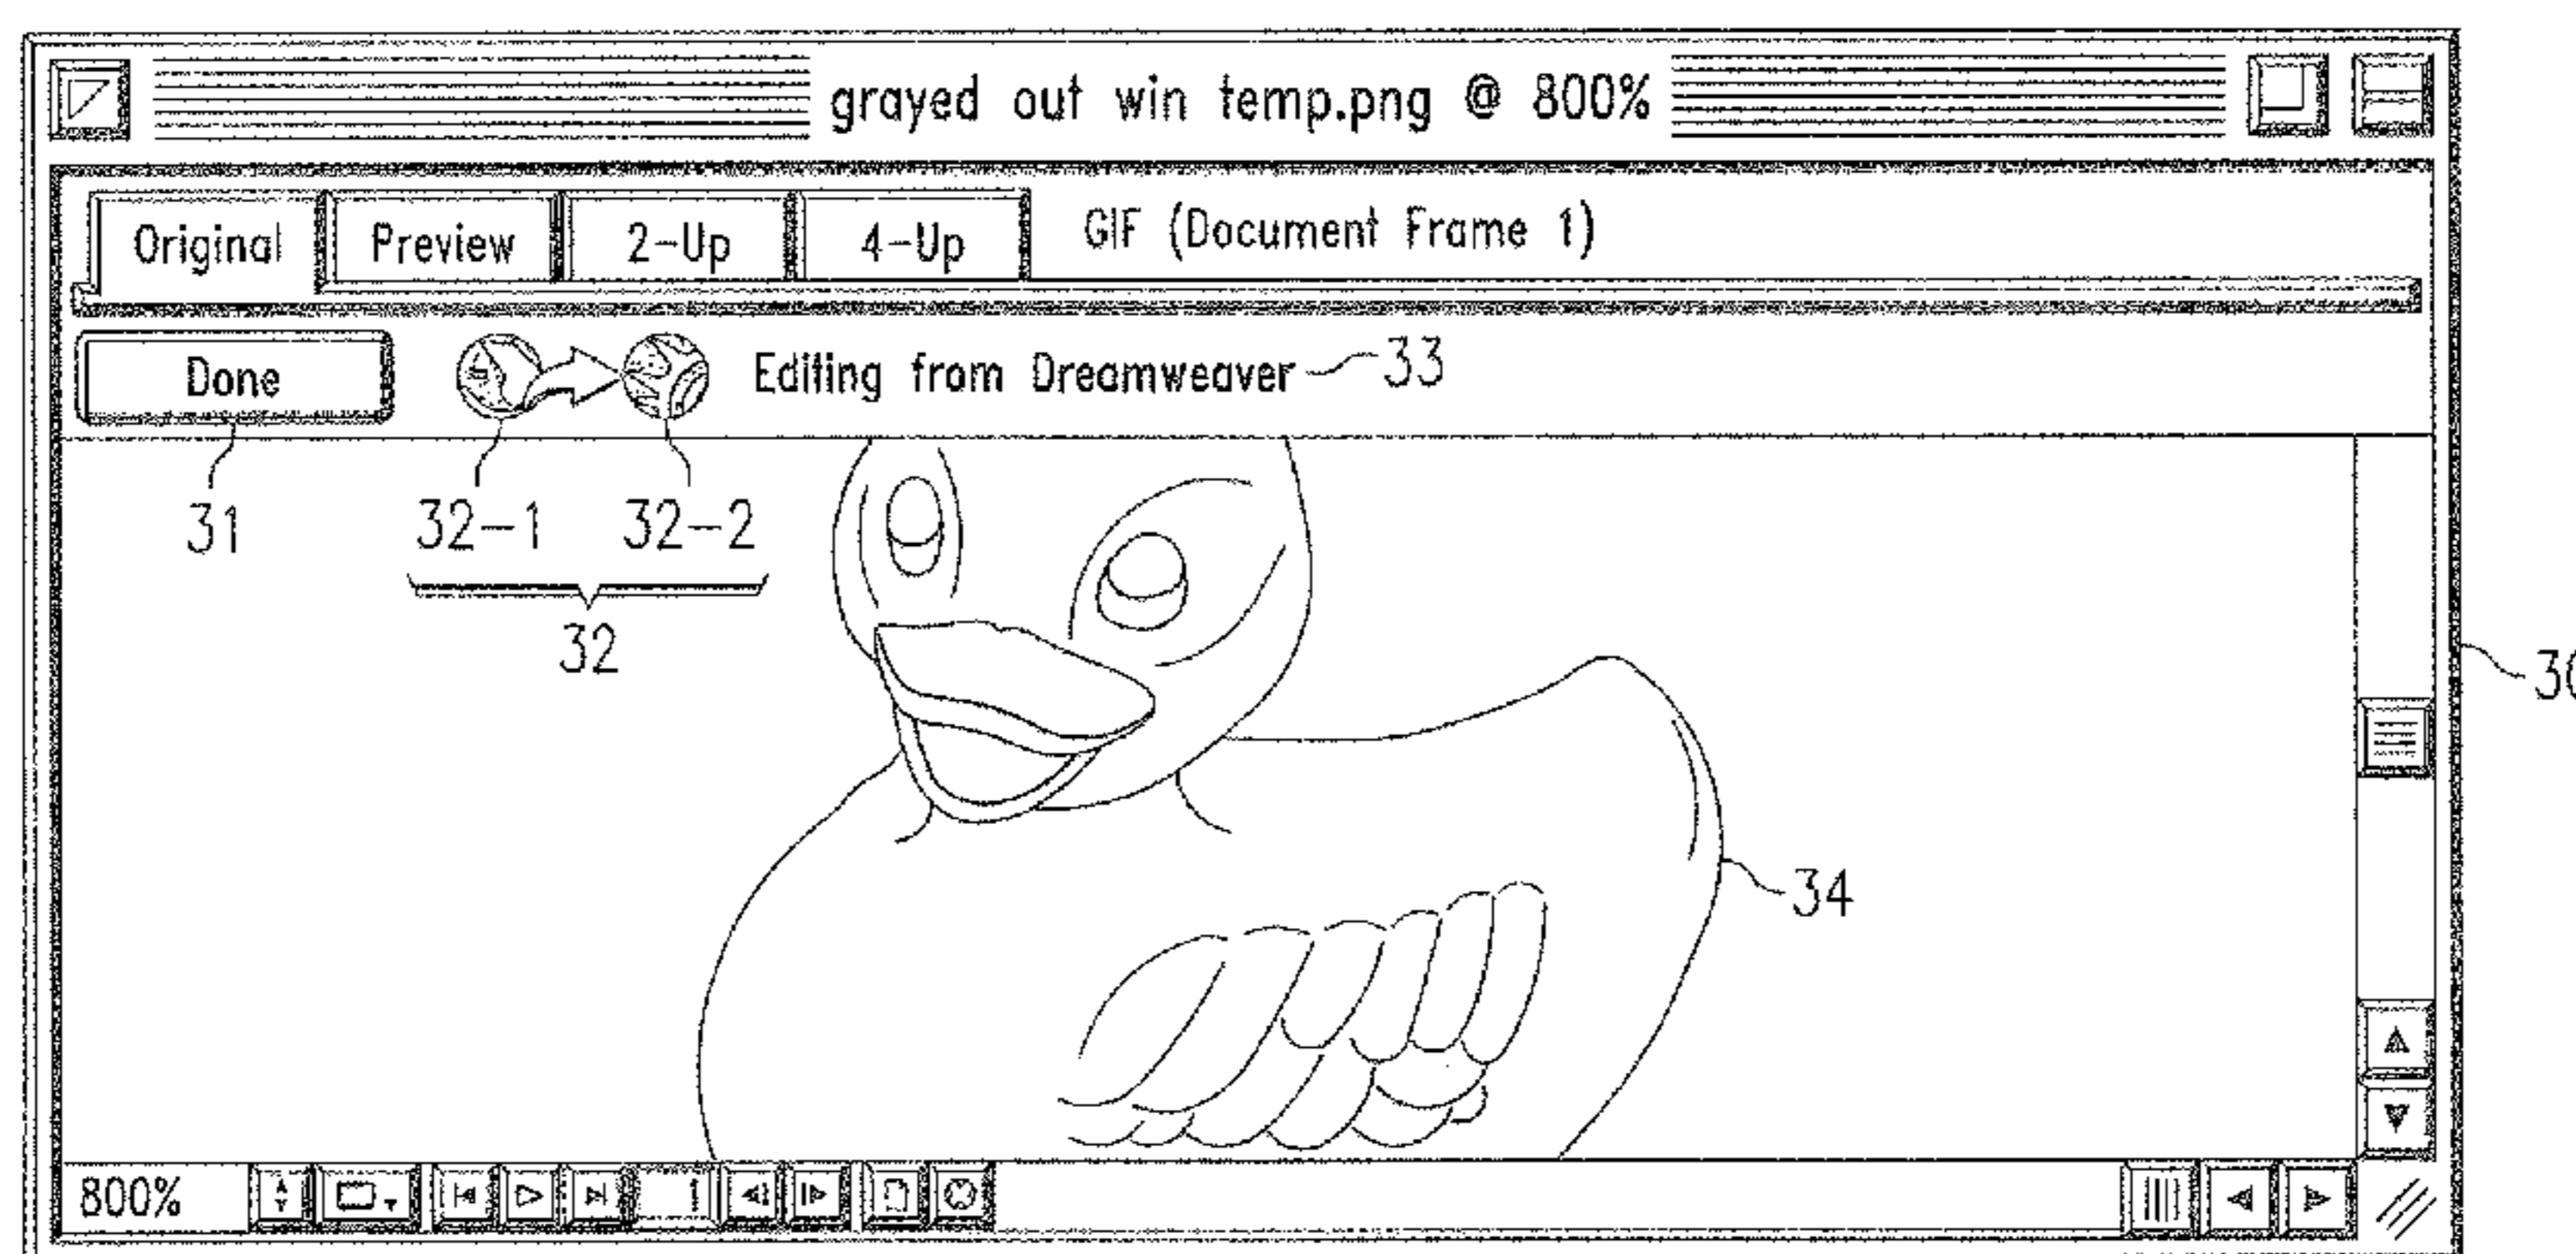 grayed out win temp.png @ 800%
Original Preview 2-Up 4-Up GIF (Document Frame 1)
Done Editing from Dreamweaver 33
31 32-1 32-2
32
30
34
800% 1